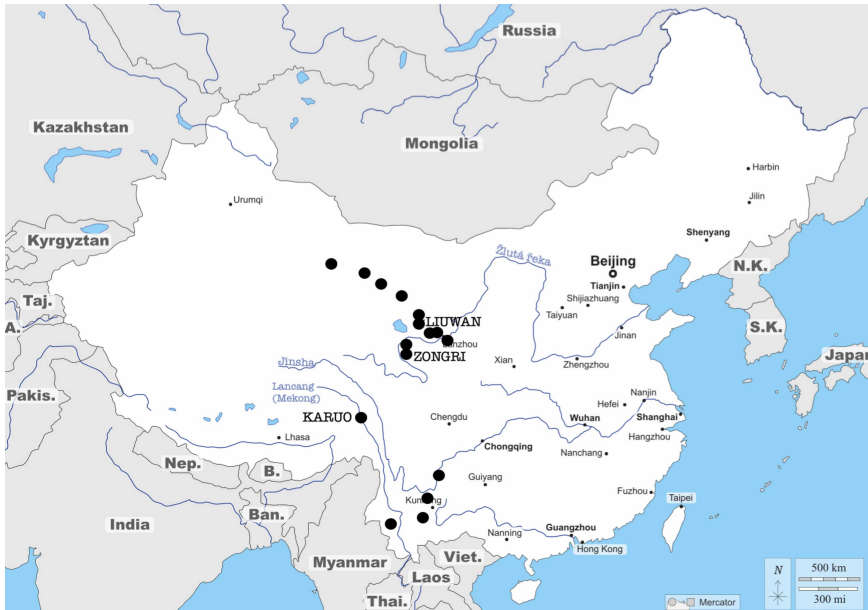 Russia
Kazakhstan
Mongolia
Harbin
Urumqi
Jilin
Shenyang
Kyrgyztan
Žlutá řeka
Beijing
N.K.
Tianjin
Taj.
Shijiazhuang
Taiyuan
LIUWAN
S.K.
A.
Jinan
Lanzhou
Japan
ZONGRI
Xian
Zhengzhou
Jinsha
Pakis.
Lancang
(Mekong)
Hefei
Nanjin
KARUO
Chengdu
Wuhan
Shanghai
Lhasa
Hangzhou
Chongqing
Nanchang
Nep.
B.
Guiyang
Fuzhou
Taipei
Kunming
Ban.
India
Nanning
Guangzhou
Hong Kong
Myanmar
Viet.
Laos
Thai.
N
500 km
300 mi
Mercator